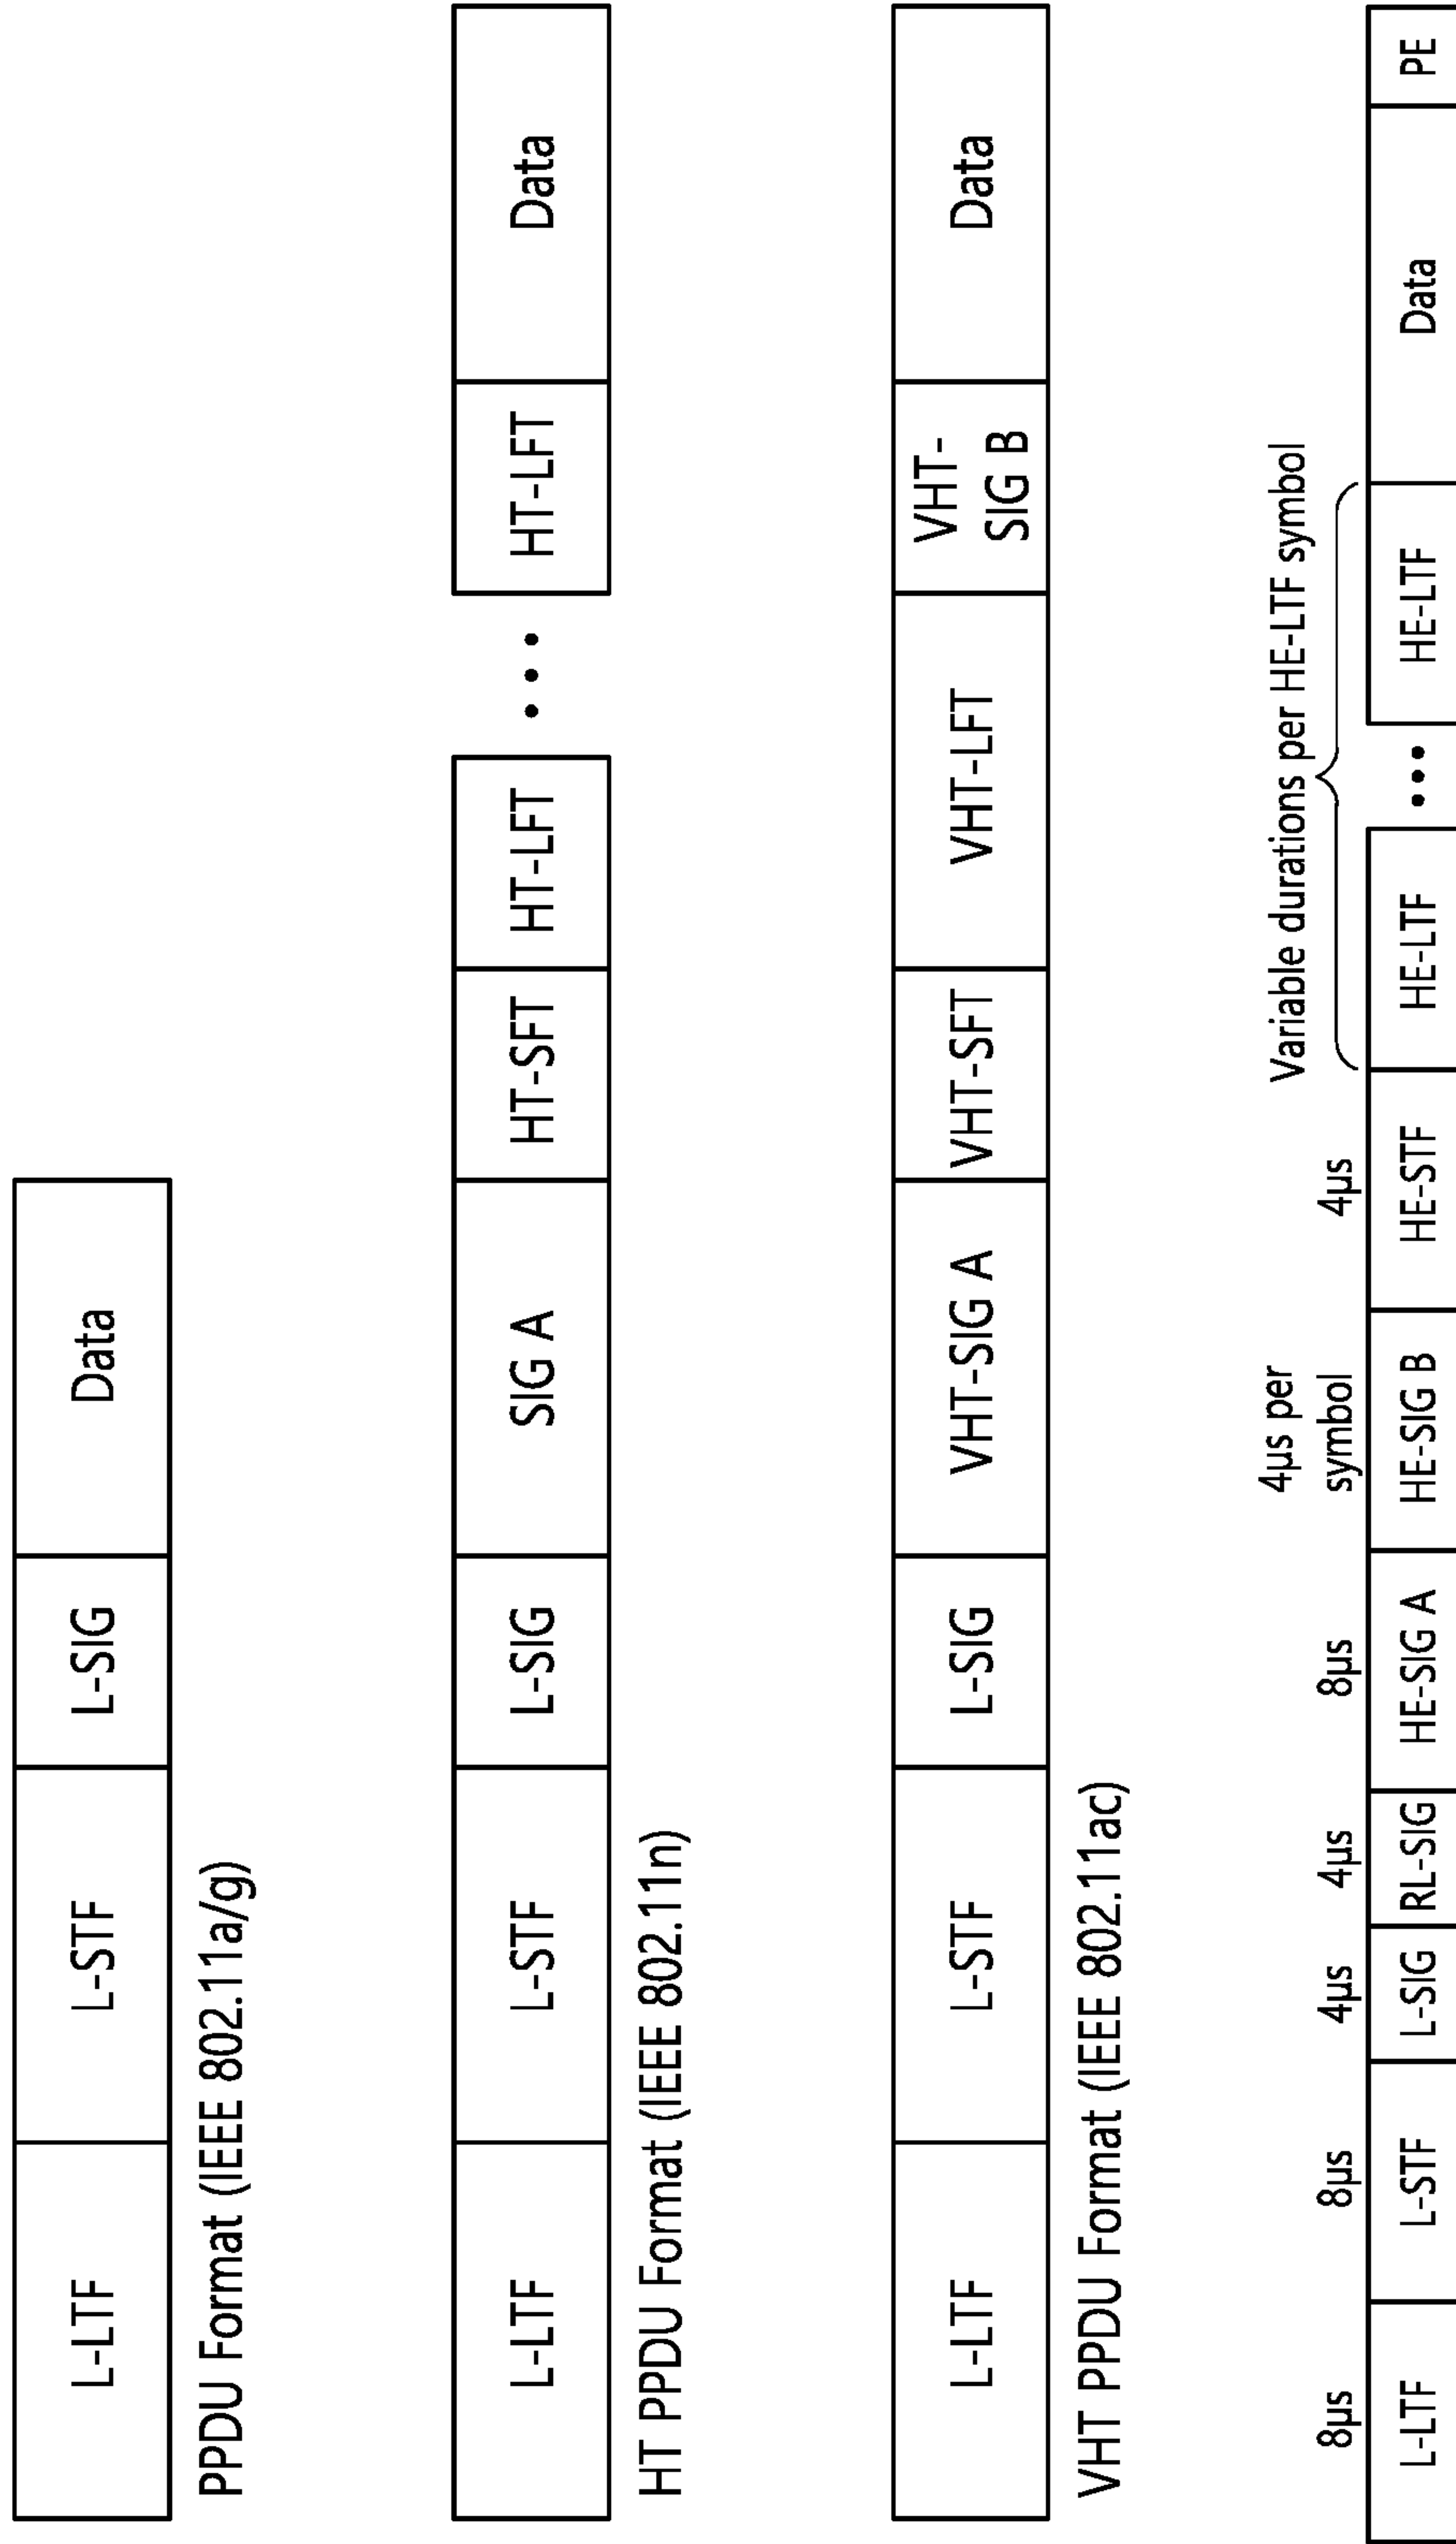 L-LTF
L-STF
L-SIG
Data
PPDU Format (IEEE 802.11a/g)
L-LTF
L-STF
L-SIG
SIG A
HT-SFT
HT-LFT
• • •
HT-LFT
Data
HT PPDU Format (IEEE 802.11n)
L-LTF
L-STF
L-SIG
VHT-SIG A
VHT-SFT
VHT-LFT
VHT-
SIG B
Data
VHT PPDU Format (IEEE 802.11ac)
8µs
8µs
4µs
4µs
8µs
4µs per
symbol
4µs
Variable durations per HE-LTF symbol
L-LTF
L-STF
L-SIG
RL-SIG
HE-SIG A
HE-SIG B
HE-STF
HE-LTF
• • •
HE-LTF
Data
PE